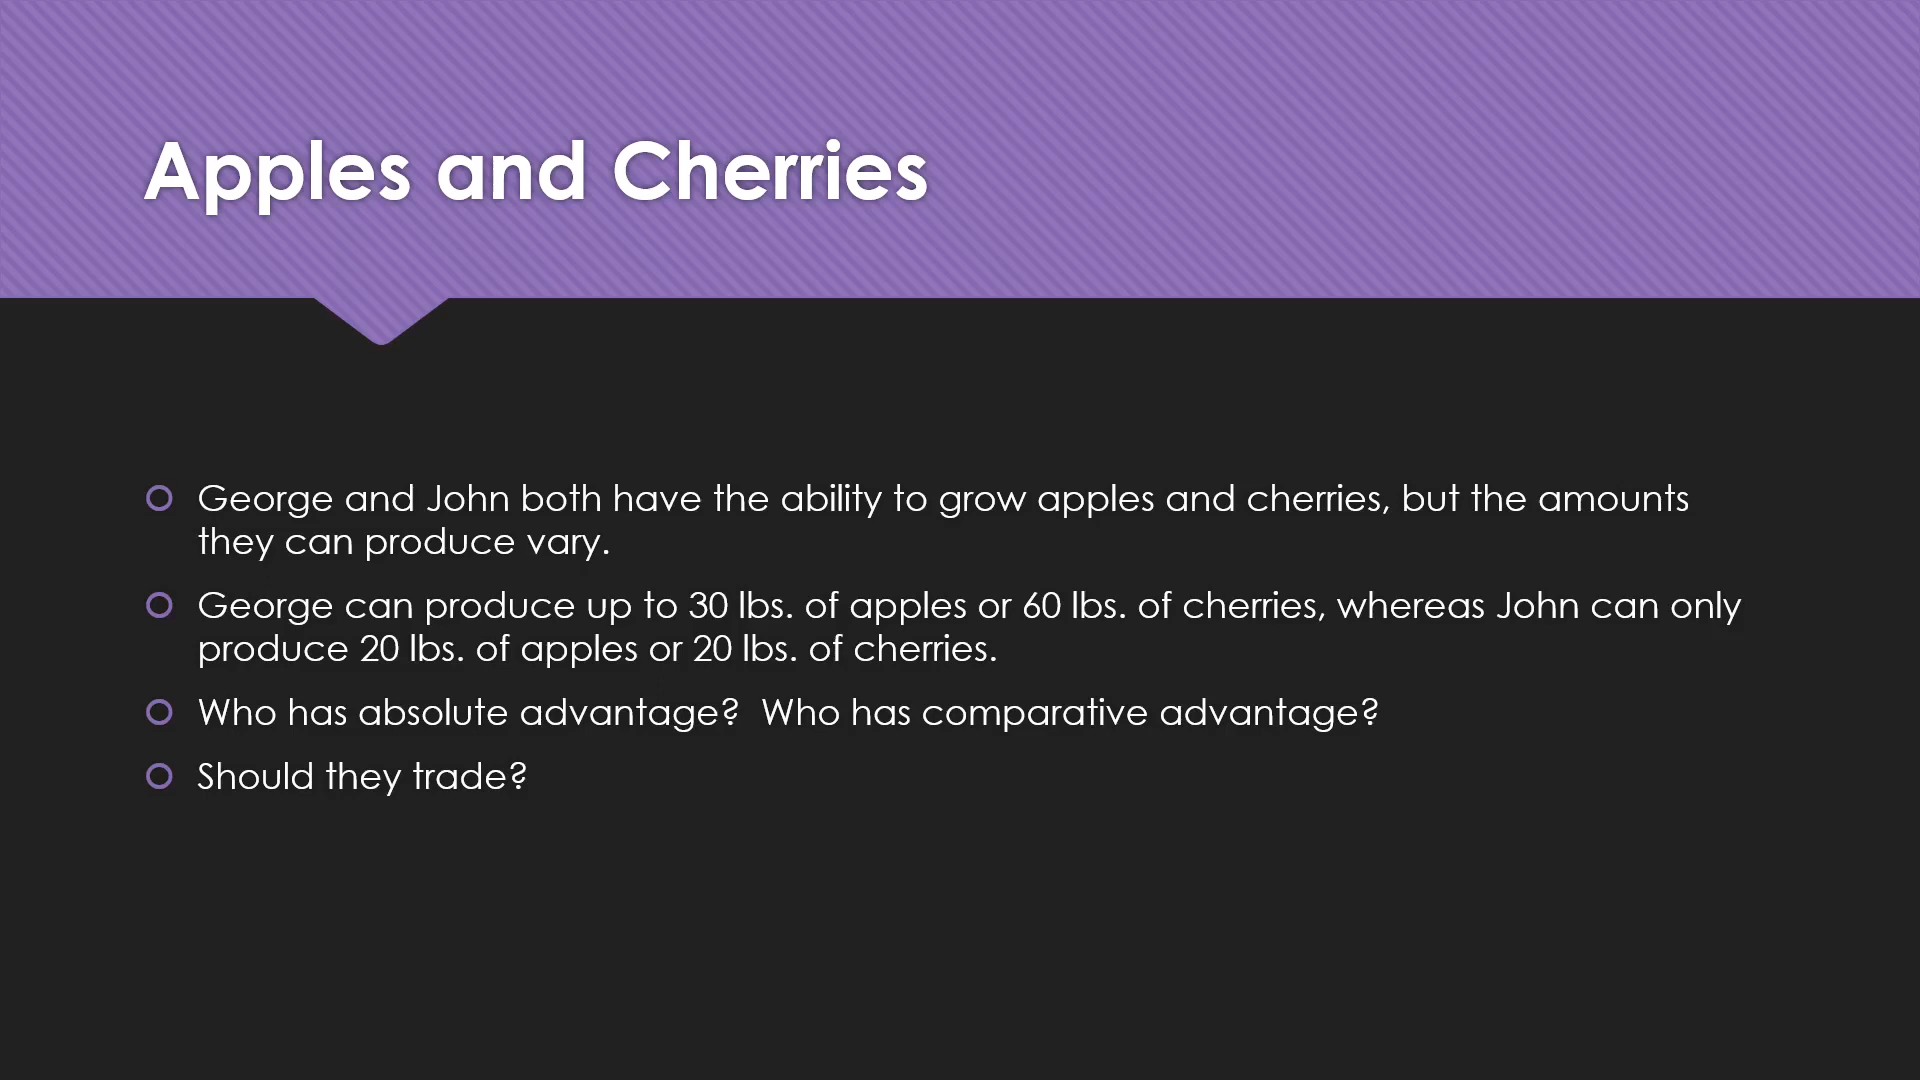 Apples and Cherries
George and John both have the ability to grow apples and cherries, but the amounts
they can produce vary.
George can produce up to 30 lbs. of apples or 60 lbs. of cherries, whereas John can only
produce 20 lbs. of apples or 20 lbs. of cherries.
Who has absolute advantage?  Who has comparative advantage?
Should they trade?